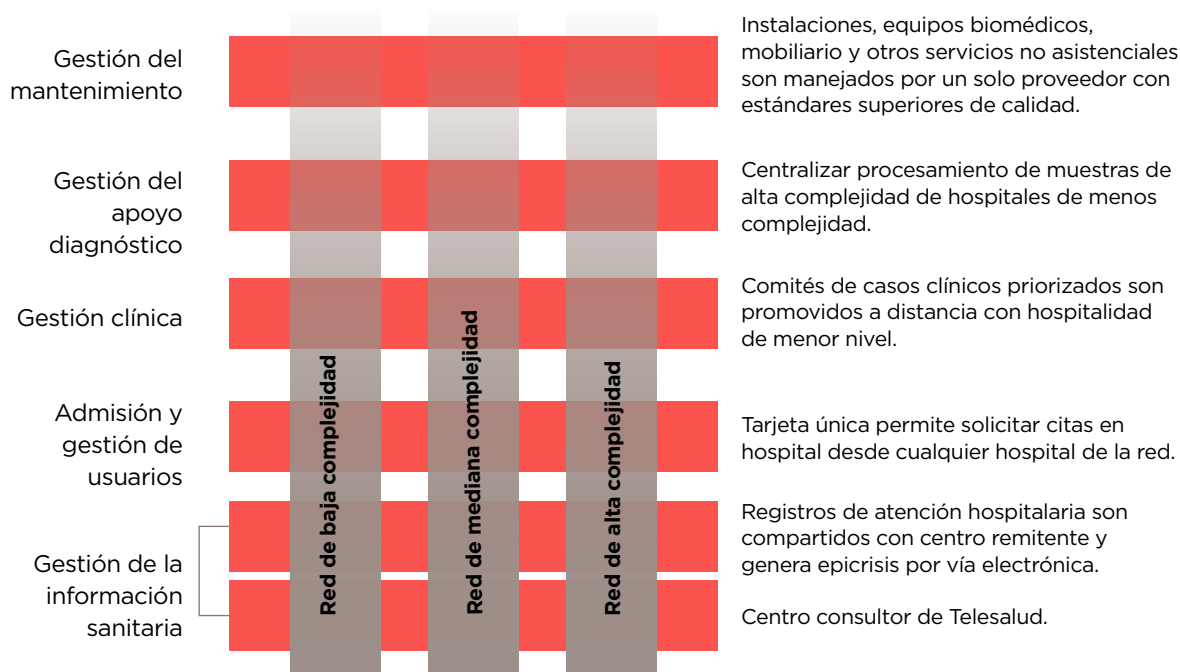 Gestión del
mantenimiento
Instalaciones, equipos biomédicos,
mobiliario y otros servicios no asistenciales
son manejados por un solo proveedor con
estándares superiores de calidad.
Gestión del
apoyo
diagnóstico
Centralizar procesamiento de muestras de
alta complejidad de hospitales de menos
complejidad.
Gestión clínica
Comités de casos clínicos priorizados son
promovidos a distancia con hospitalidad
de menor nivel.
Admisión y
gestión de
usuarios
Tarjeta única permite solicitar citas en
hospital desde cualquier hospital de la red.
Gestión de la
información
sanitaria
Registros de atención hospitalaria son
compartidos con centro remitente y
genera epicrisis por vía electrónica.
Centro consultor de Telesalud.
Red de baja complejidad
Red de mediana complejidad
Red de alta complejidad